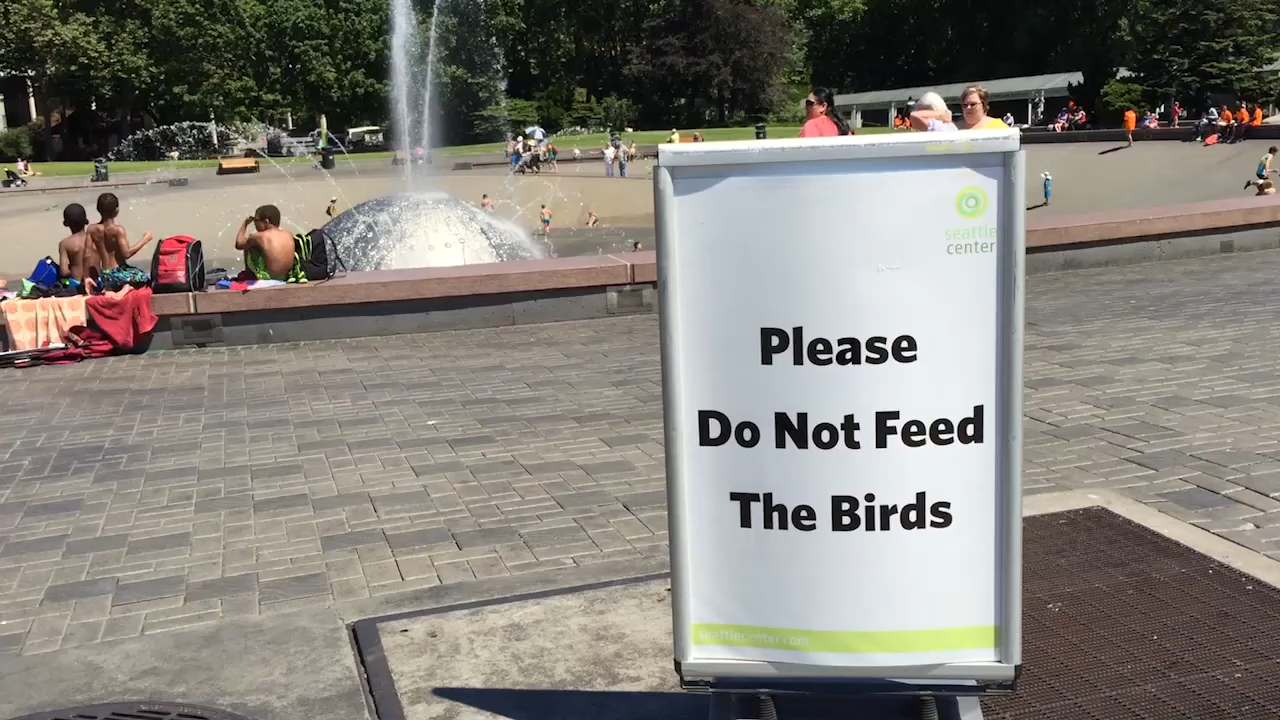 seattle
center
Please
Do Not Feed
The Birds
seattlecenter.com